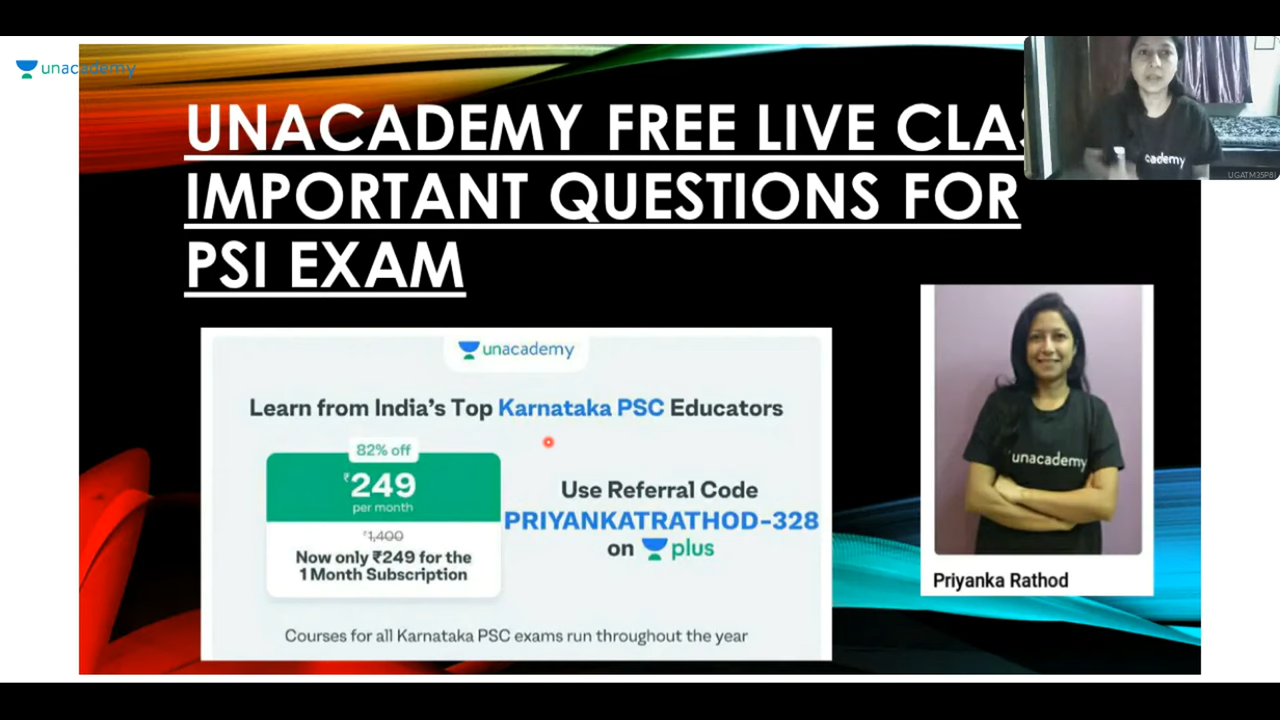 unacademy
UNACADEMY FREE LIVE
IMPORTANT QUESTIONS FOR
PSI EXAM
UGATM35P8I
unacademy
Learn from India's Top Karnataka PSC Educators
82% off
₹249
per month
₹1,400
Now only ₹249 for the
1 Month Subscription
Use Referral Code
PRIYANKATRATHOD-328
on plus
Courses for all Karnataka PSC exams run throughout the year
unacademy
Priyanka Rathod